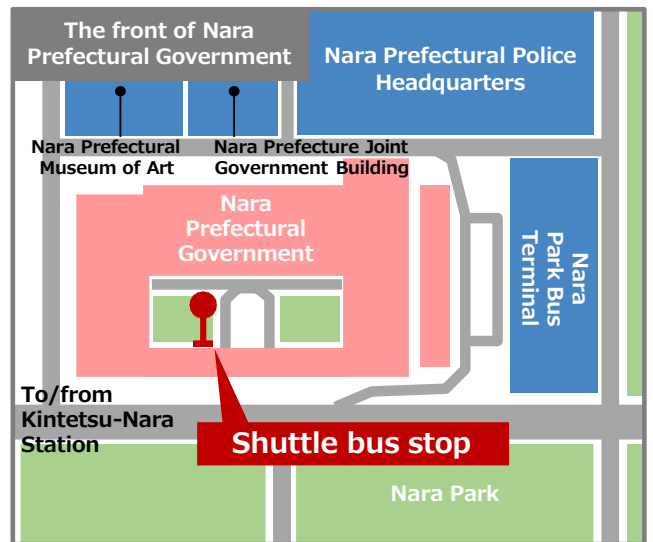 The front of Nara
Prefectural Government
Nara Prefectural Police
Headquarters
Nara Prefectural
Museum of Art
Nara Prefecture Joint
Government Building
Nara
Prefectural
Government
Nara
Park Bus
Terminal
To/from
Kintetsu-Nara
Station
Shuttle bus stop
Nara Park